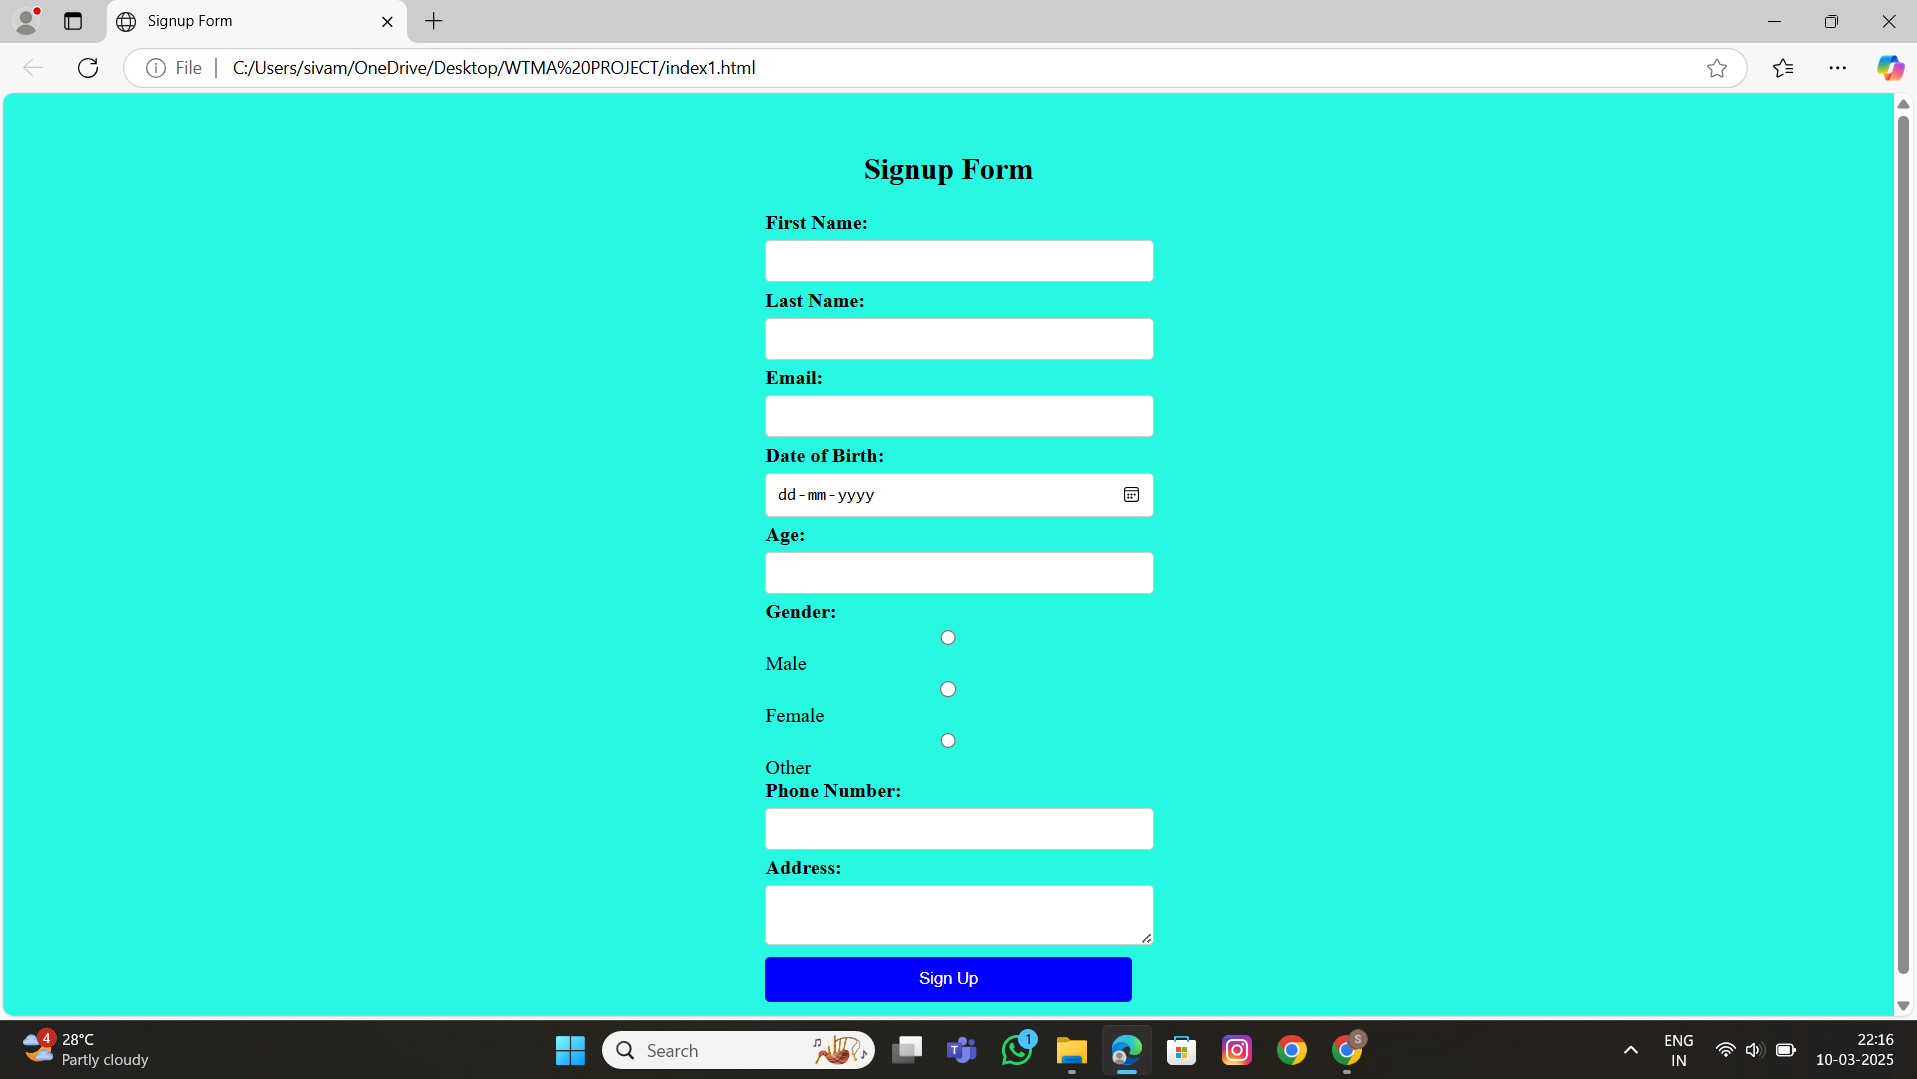 Signup Form
File
C:/Users/sivam/OneDrive/Desktop/WTMA%20PROJECT/index1.html
Signup Form
First Name:
Last Name:
Email:
Date of Birth:
dd-mm-yyyy
Age:
Gender:
Male
Female
Other
Phone Number:
Address:
Sign Up
4
28°C
Partly cloudy
Search
T
1
S
ENG
IN
22:16
10-03-2025